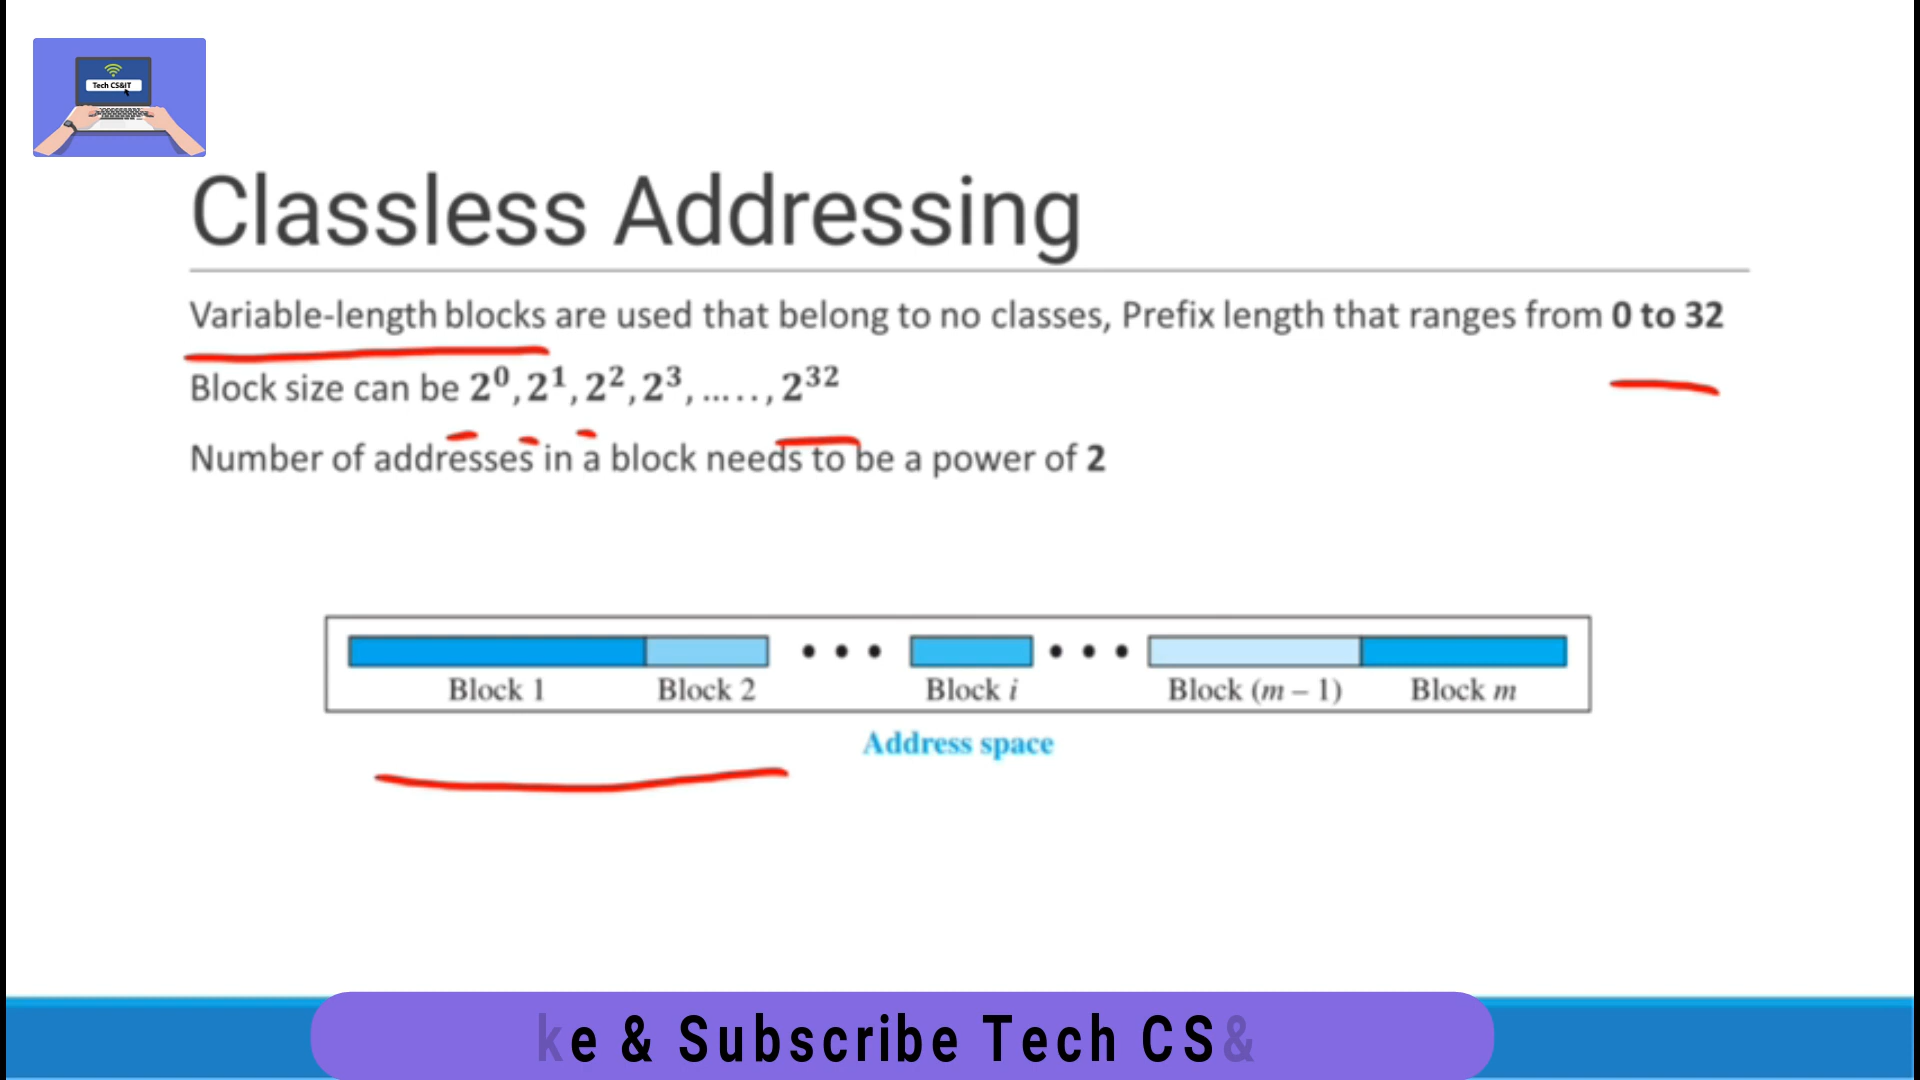 Tech CS&IT
Classless Addressing
Variable-length blocks are used that belong to no classes, Prefix length that ranges from 0 to 32
Block size can be 2⁰, 2¹, 2², 2³, ....., 2³²
Number of addresses in a block needs to be a power of 2
Block 1 Block 2 • • • Block i • • • Block (m – 1) Block m
Address space
ke & Subscribe Tech CS&